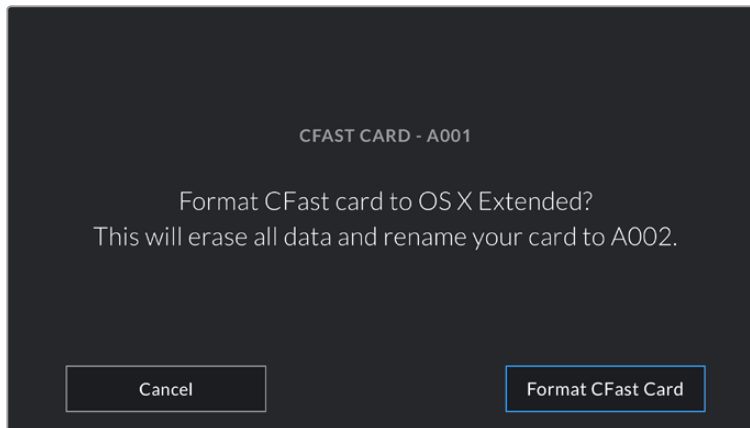 CFAST CARD - A001
Format CFast card to OS X Extended?
This will erase all data and rename your card to A002.
Cancel
Format CFast Card